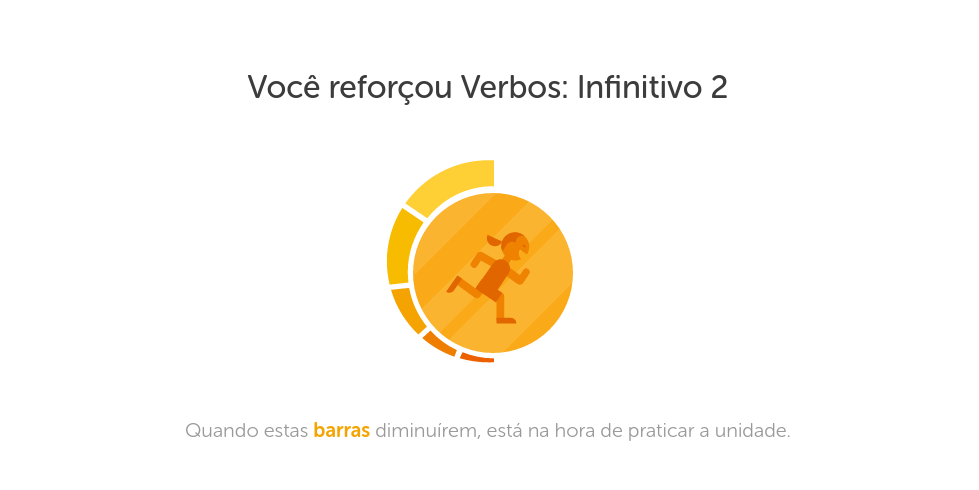 Você reforçou Verbos: Infinitivo 2
Quando estas barras diminuírem, está na hora de praticar a unidade.